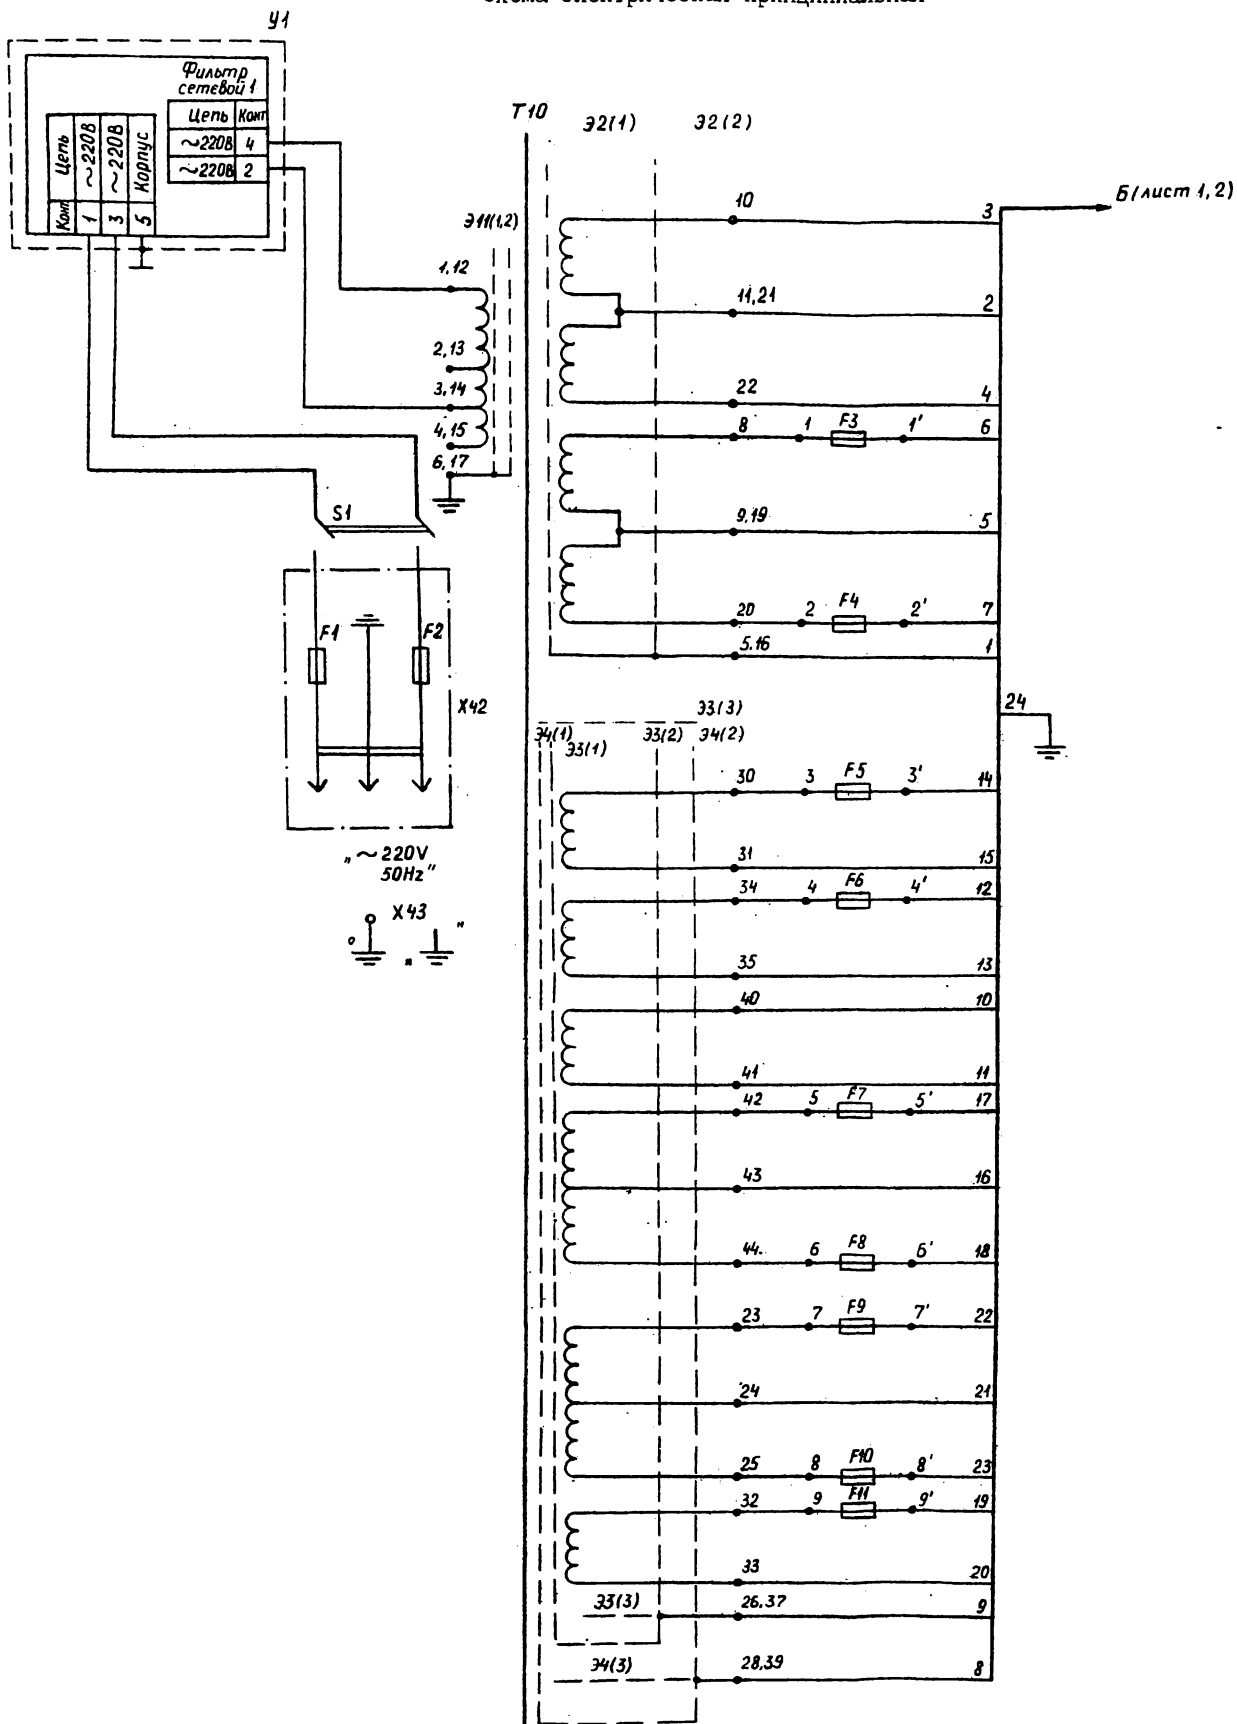 У1
Фильтр
сетевой 1
Цепь Конт
~220В 4
~220В 2
Цепь ~220В ~220В Корпус
Конт 1 3 5
Т10
Э2(1) Э2(2)
Б(лист 1,2)
Э11(1,2)
1,12
2,13
3,14
4,15
6,17
S1
F1 F2
X42
„~220V
50Hz"
X43
10 3
11,21 2
22 4
8 1 F3 1' 6
9,19 5
20 2 F4 2' 7
5.16 1
24
Э3(3)
Э4(1) Э3(1) Э3(2) Э4(2)
30 3 F5 3' 14
31 15
34 4 F6 4' 12
35 13
40 10
41 11
42 5 F7 5' 17
43 16
44. 6 F8 6' 18
23 7 F9 7' 22
24 21
25 8 F10 8' 23
32 9 F11 9' 19
33 20
Э3(3) 26.37 9
Э4(3) 28,39 8